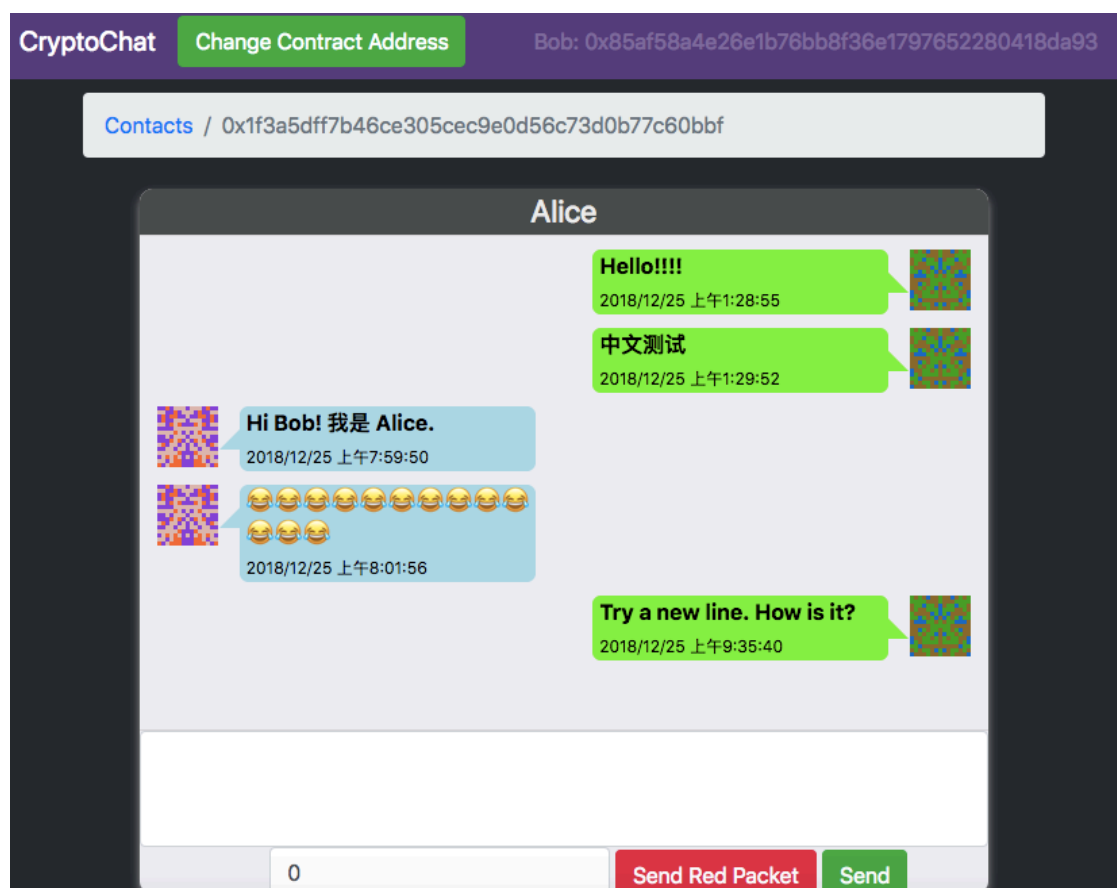 CryptoChat Change Contract Address Bob: 0x85af58a4e26e1b76bb8f36e1797652280418da93
Contacts / 0x1f3a5dff7b46ce305cec9e0d56c73d0b77c60bbf
Alice
Hello!!!!
2018/12/25 上午1:28:55
中文测试
2018/12/25 上午1:29:52
Hi Bob! 我是 Alice.
2018/12/25 上午7:59:50
😂😂😂😂😂😂😂😂😂😂
😂😂😂
2018/12/25 上午8:01:56
Try a new line. How is it?
2018/12/25 上午9:35:40
0 Send Red Packet Send